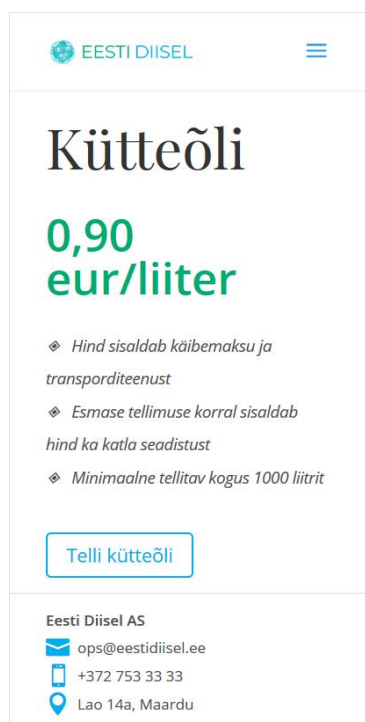 EESTI DIISEL
Kütteõli
0,90
eur/liiter
Hind sisaldab käibemaksu ja
transporditeenust
Esmase tellimuse korral sisaldab
hind ka katla seadistust
Minimaalne tellitav kogus 1000 liitrit
Telli kütteõli
Eesti Diisel AS
ops@eestidiisel.ee
+372 753 33 33
Lao 14a, Maardu